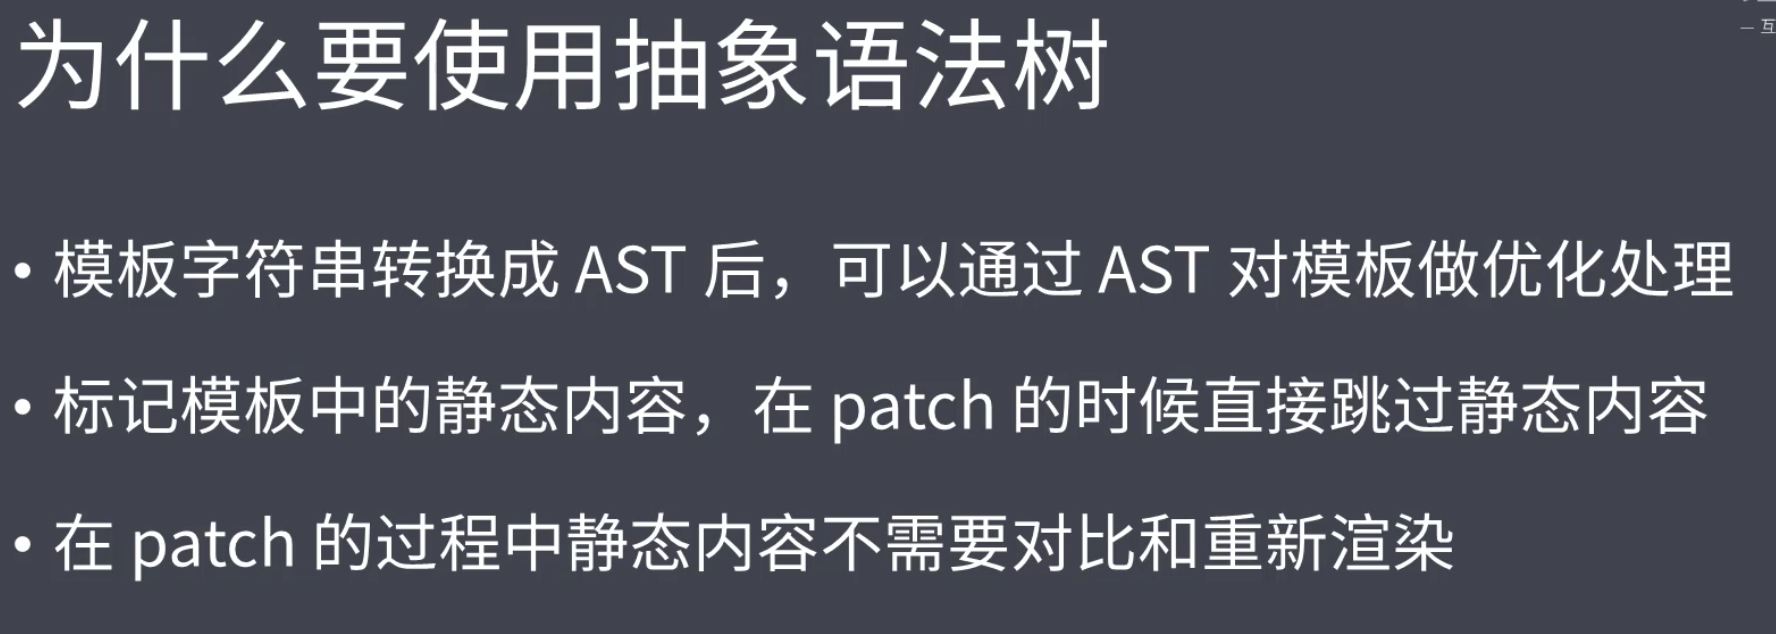 为什么要使用抽象语法树
— 互
• 模板字符串转换成 AST 后，可以通过 AST 对模板做优化处理
• 标记模板中的静态内容，在 patch 的时候直接跳过静态内容
• 在 patch 的过程中静态内容不需要对比和重新渲染